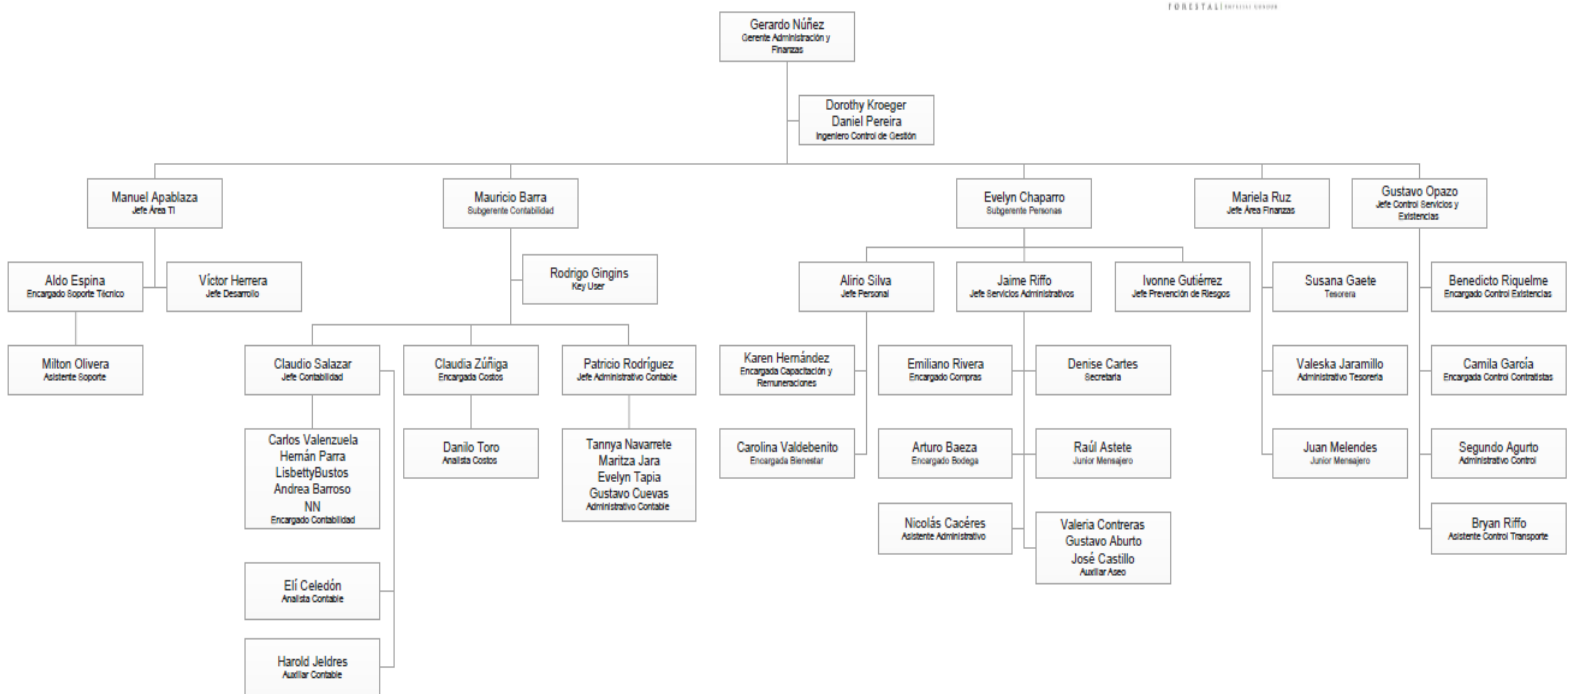 FORESTAL
Gerardo Núñez
Gerente Administración y
Finanzas
Dorothy Kroeger
Daniel Pereira
Ingeniero Control de Gestión
Manuel Apablaza
Jefe Área TI
Mauricio Barra
Subgerente Contabilidad
Evelyn Chaparro
Subgerente Personas
Mariela Ruz
Jefe Área Finanzas
Gustavo Opazo
Jefe Control Servicios y
Existencias
Aldo Espina
Encargado Soporte Técnico
Víctor Herrera
Jefe Desarrollo
Rodrigo Gingins
Key User
Alirio Silva
Jefe Personal
Jaime Riffo
Jefe Servicios Administrativos
Ivonne Gutiérrez
Jefe Prevención de Riesgos
Susana Gaete
Tesorera
Benedicto Riquelme
Encargado Control Existencias
Milton Olivera
Asistente Soporte
Claudio Salazar
Jefe Contabilidad
Claudia Zúñiga
Encargada Costos
Patricio Rodríguez
Jefe Administrativo Contable
Karen Hernández
Encargada Capacitación y
Remuneraciones
Emiliano Rivera
Encargado Compras
Denise Cartes
Secretaria
Valeska Jaramillo
Administrativo Tesorería
Camila García
Encargada Control Contratistas
Carlos Valenzuela
Hernán Parra
LisbettyBustos
Andrea Barroso
NN
Encargado Contabilidad
Danilo Toro
Analista Costos
Tannya Navarrete
Maritza Jara
Evelyn Tapia
Gustavo Cuevas
Administrativo Contable
Carolina Valdebenito
Encargada Bienestar
Arturo Baeza
Encargado Bodega
Raúl Astete
Junior Mensajero
Juan Melendes
Junior Mensajero
Segundo Agurto
Administrativo Control
Nicolás Cacéres
Asistente Administrativo
Valeria Contreras
Gustavo Aburto
José Castillo
Auxiliar Aseo
Bryan Riffo
Asistente Control Transporte
Elí Celedón
Analista Contable
Harold Jeldres
Auxiliar Contable